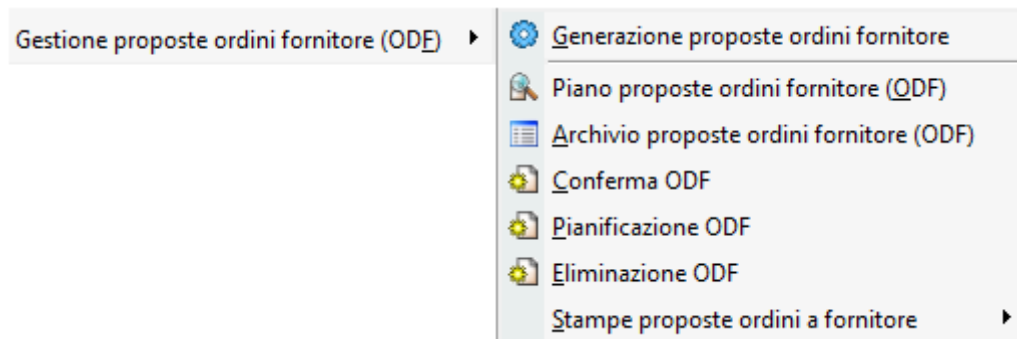 Gestione proposte ordini fornitore (ODF)
Generazione proposte ordini fornitore
Piano proposte ordini fornitore (ODF)
Archivio proposte ordini fornitore (ODF)
Conferma ODF
Pianificazione ODF
Eliminazione ODF
Stampe proposte ordini a fornitore